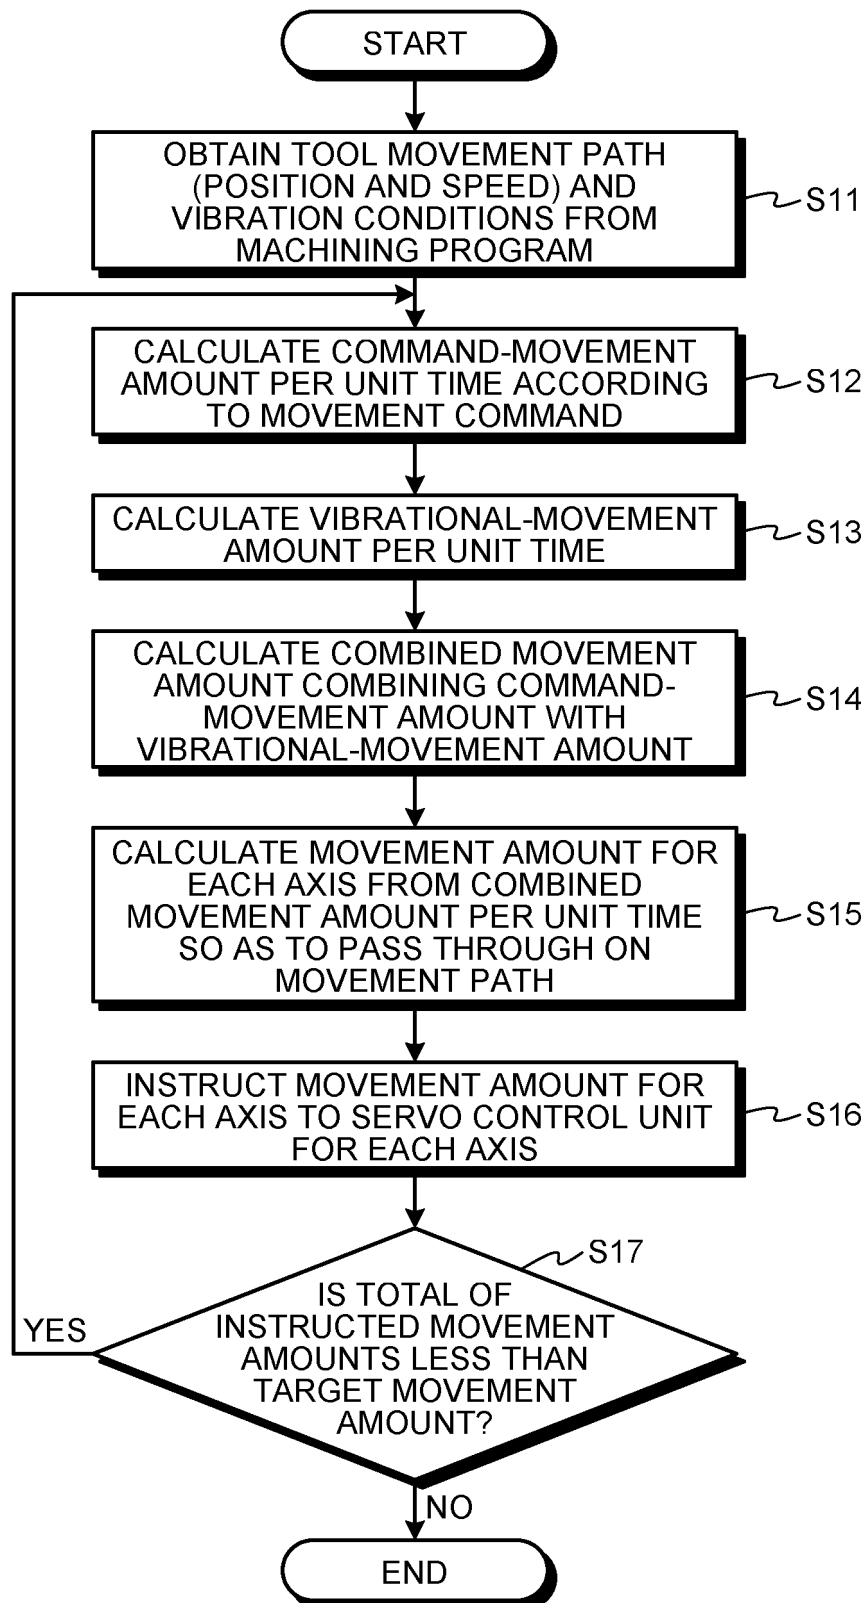 START
OBTAIN TOOL MOVEMENT PATH
(POSITION AND SPEED) AND
VIBRATION CONDITIONS FROM
MACHINING PROGRAM
S11
CALCULATE COMMAND-MOVEMENT
AMOUNT PER UNIT TIME ACCORDING
TO MOVEMENT COMMAND
S12
CALCULATE VIBRATIONAL-MOVEMENT
AMOUNT PER UNIT TIME
S13
CALCULATE COMBINED MOVEMENT
AMOUNT COMBINING COMMAND-
MOVEMENT AMOUNT WITH
VIBRATIONAL-MOVEMENT AMOUNT
S14
CALCULATE MOVEMENT AMOUNT FOR
EACH AXIS FROM COMBINED
MOVEMENT AMOUNT PER UNIT TIME
SO AS TO PASS THROUGH ON
MOVEMENT PATH
S15
INSTRUCT MOVEMENT AMOUNT FOR
EACH AXIS TO SERVO CONTROL UNIT
FOR EACH AXIS
S16
S17
IS TOTAL OF
INSTRUCTED MOVEMENT
AMOUNTS LESS THAN
TARGET MOVEMENT
AMOUNT?
YES
NO
END